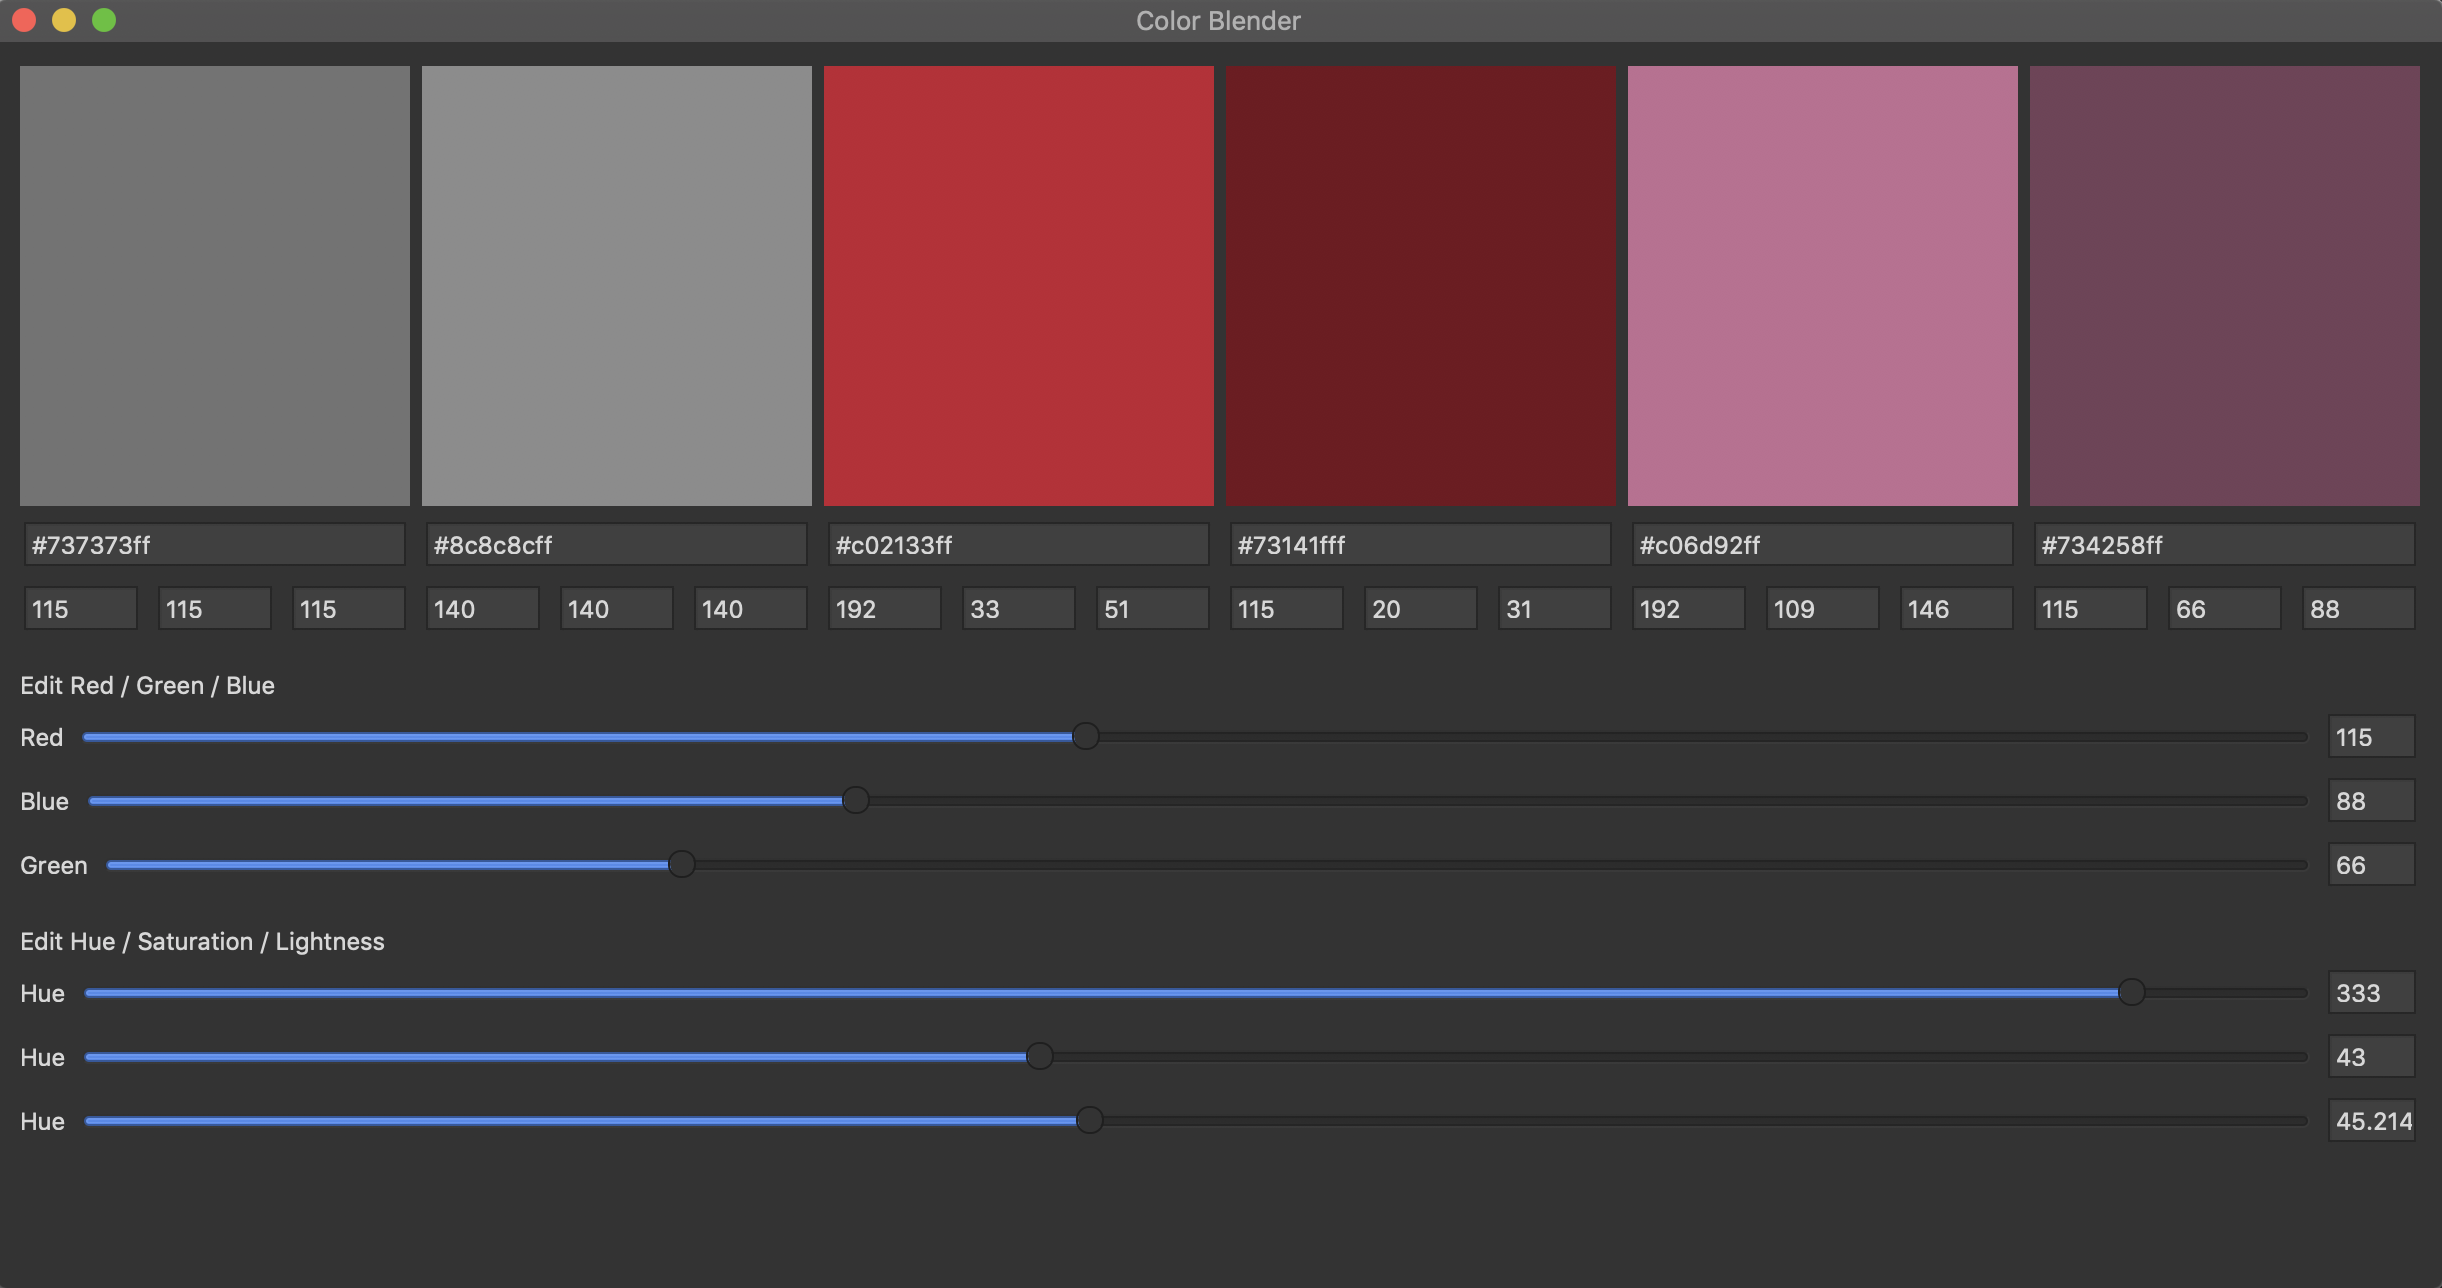 Color Blender
#737373ff #8c8c8cff #c02133ff #73141fff #c06d92ff #734258ff
115 115 115 140 140 140 192 33 51 115 20 31 192 109 146 115 66 88
Edit Red / Green / Blue
Red 115
Blue 88
Green 66
Edit Hue / Saturation / Lightness
Hue 333
Hue 43
Hue 45.214